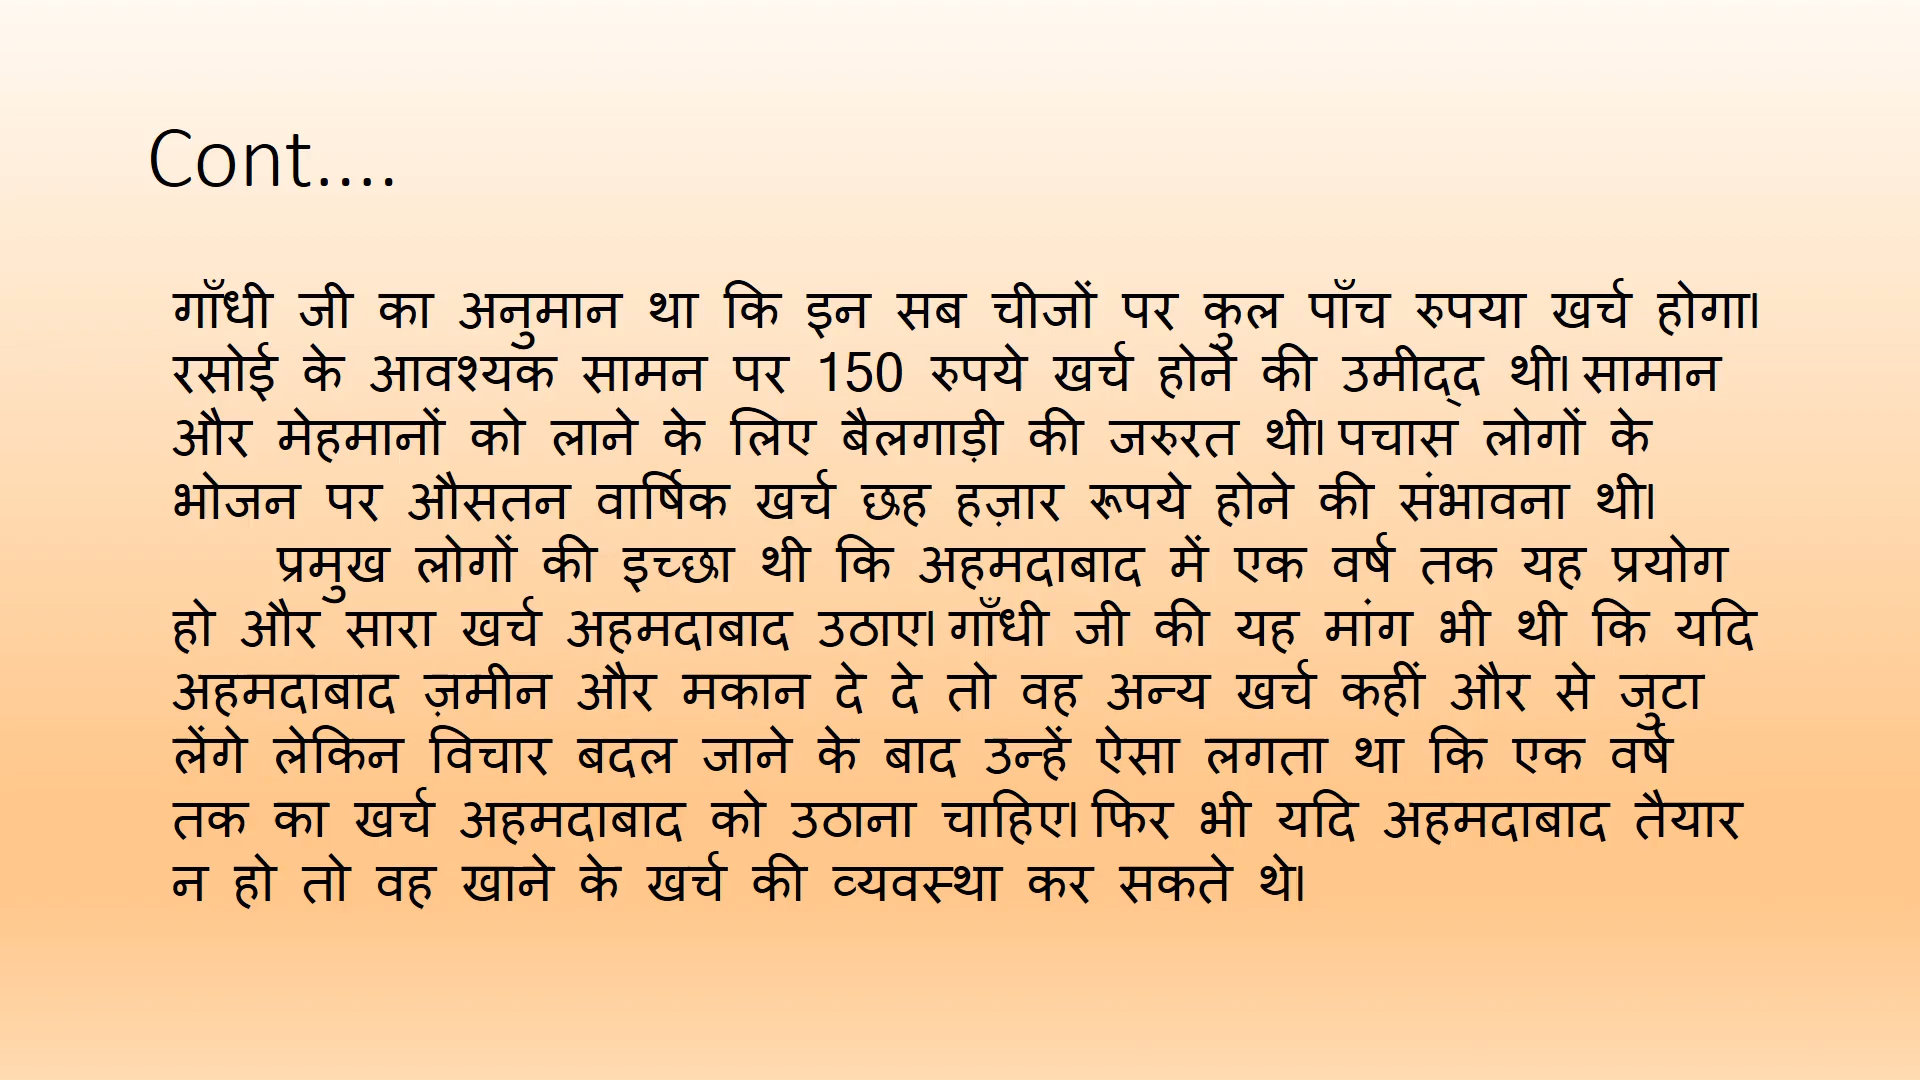 Cont....
गाँधी जी का अनुमान था कि इन सब चीजों पर कुल पाँच रुपया खर्च होगा।
रसोई के आवश्यक सामन पर 150 रुपये खर्च होने की उमीद्द थी। सामान
और मेहमानों को लाने के लिए बैलगाड़ी की जरुरत थी। पचास लोगों के
भोजन पर औसतन वार्षिक खर्च छह हज़ार रूपये होने की संभावना थी।
प्रमुख लोगों की इच्छा थी कि अहमदाबाद में एक वर्ष तक यह प्रयोग
हो और सारा खर्च अहमदाबाद उठाए। गाँधी जी की यह मांग भी थी कि यदि
अहमदाबाद ज़मीन और मकान दे दे तो वह अन्य खर्च कहीं और से जुटा
लेंगे लेकिन विचार बदल जाने के बाद उन्हें ऐसा लगता था कि एक वर्ष
तक का खर्च अहमदाबाद को उठाना चाहिए। फिर भी यदि अहमदाबाद तैयार
न हो तो वह खाने के खर्च की व्यवस्था कर सकते थे।